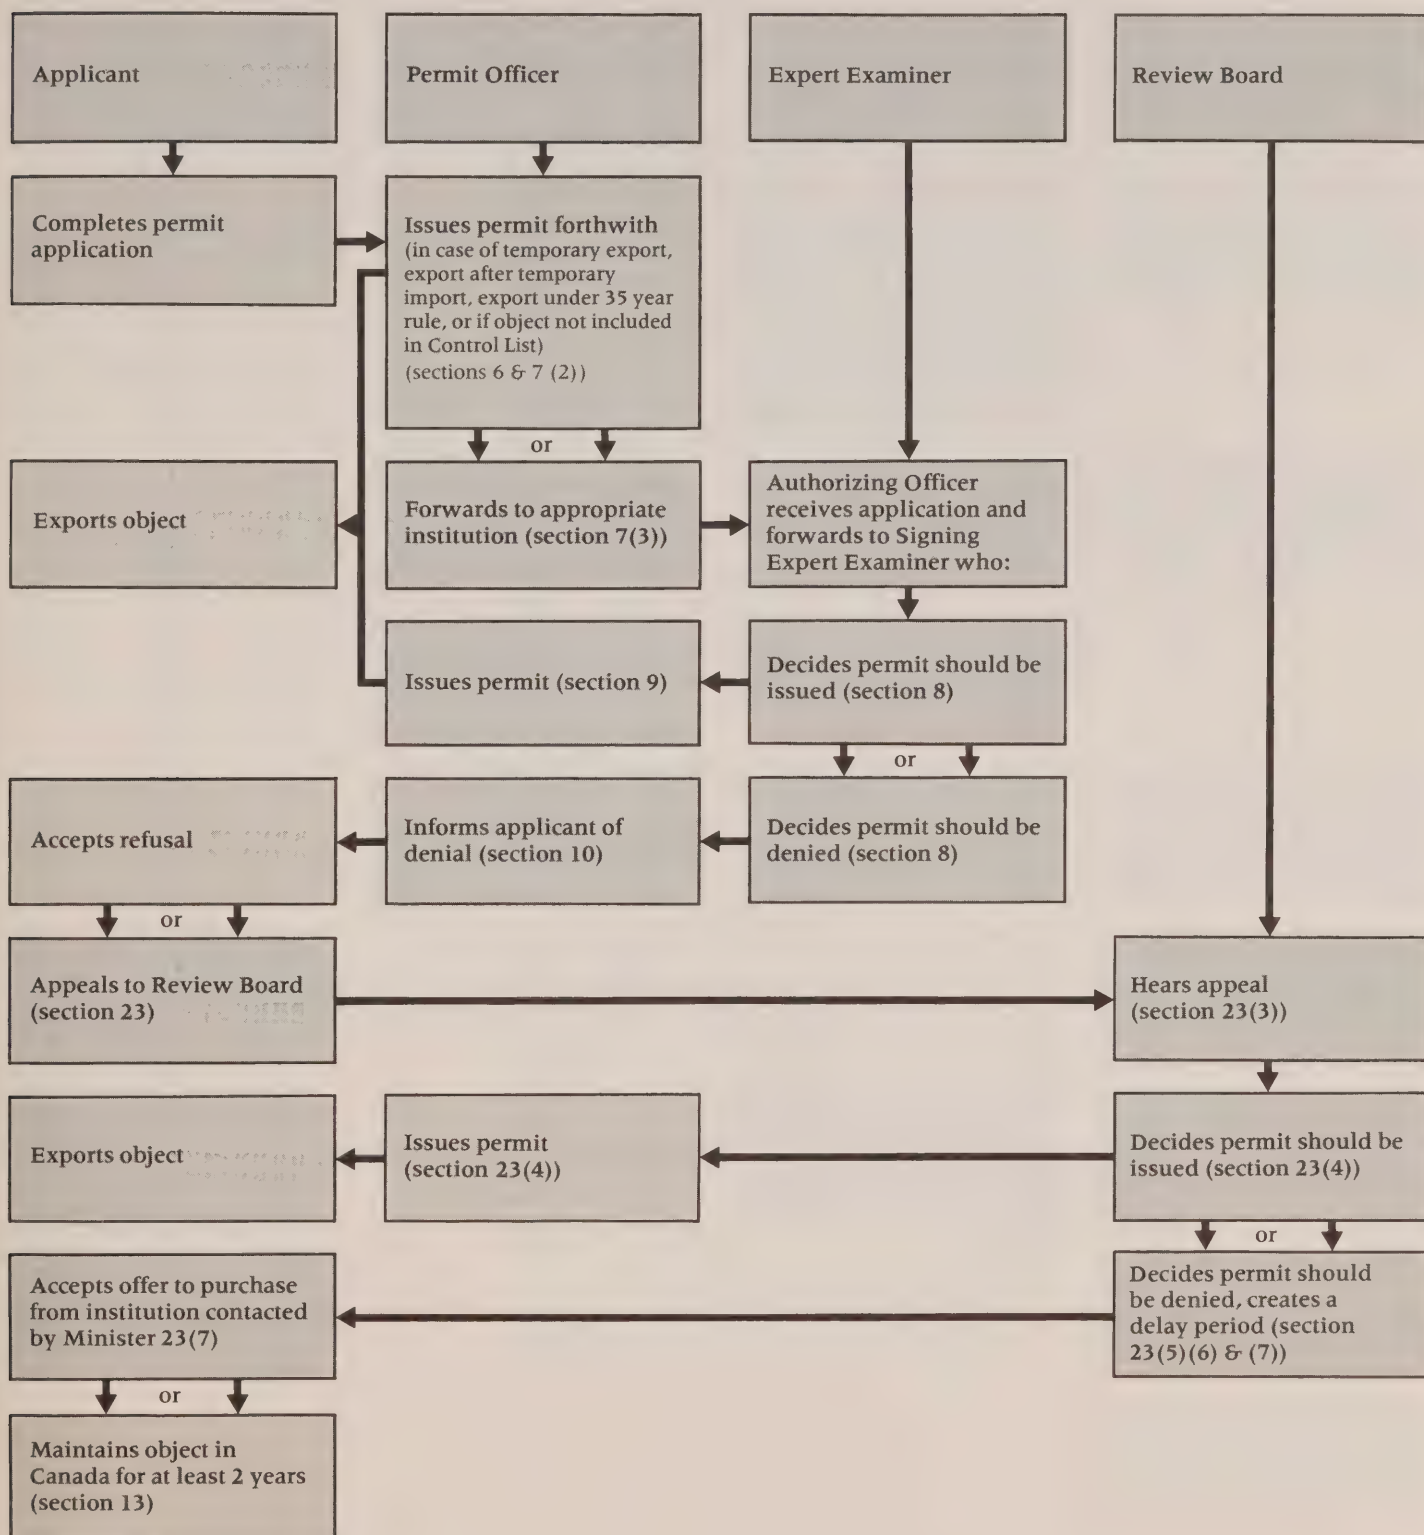 Applicant
Permit Officer
Expert Examiner
Review Board
Completes permit
application
Issues permit forthwith
(in case of temporary export,
export after temporary
import, export under 35 year
rule, or if object not included
in Control List)
(sections 6 & 7 (2))
or
Exports object
Forwards to appropriate
institution (section 7(3))
Authorizing Officer
receives application and
forwards to Signing
Expert Examiner who:
Issues permit (section 9)
Decides permit should be
issued (section 8)
or
Accepts refusal
Informs applicant of
denial (section 10)
Decides permit should be
denied (section 8)
or
Appeals to Review Board
(section 23)
Hears appeal
(section 23(3))
Exports object
Issues permit
(section 23(4))
Decides permit should be
issued (section 23(4))
or
Accepts offer to purchase
from institution contacted
by Minister 23(7)
Decides permit should
be denied, creates a
delay period (section
23(5)(6) & (7))
or
Maintains object in
Canada for at least 2 years
(section 13)